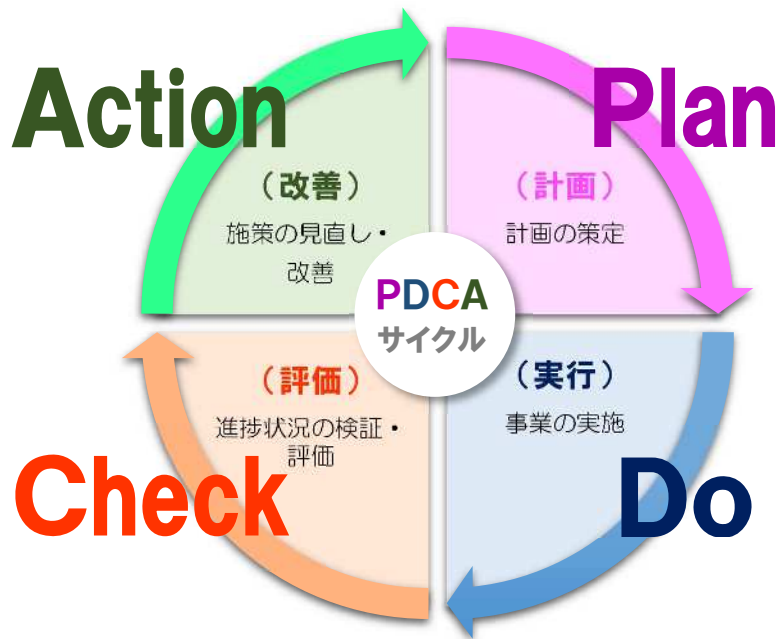 Plan
（計画）
計画の策定
Do
（実行）
事業の実施
Check
（評価）
進捗状況の検証・
評価
Action
（改善）
施策の見直し・
改善
PDCA
サイクル